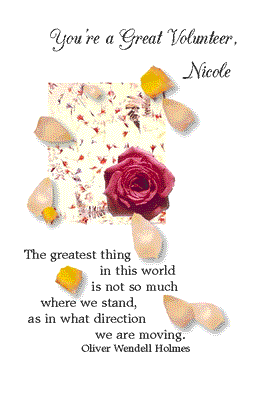 You're a Great Volunteer,
Nicole
The greatest thing
in this world
is not so much
where we stand,
as in what direction
we are moving.
Oliver Wendell Holmes